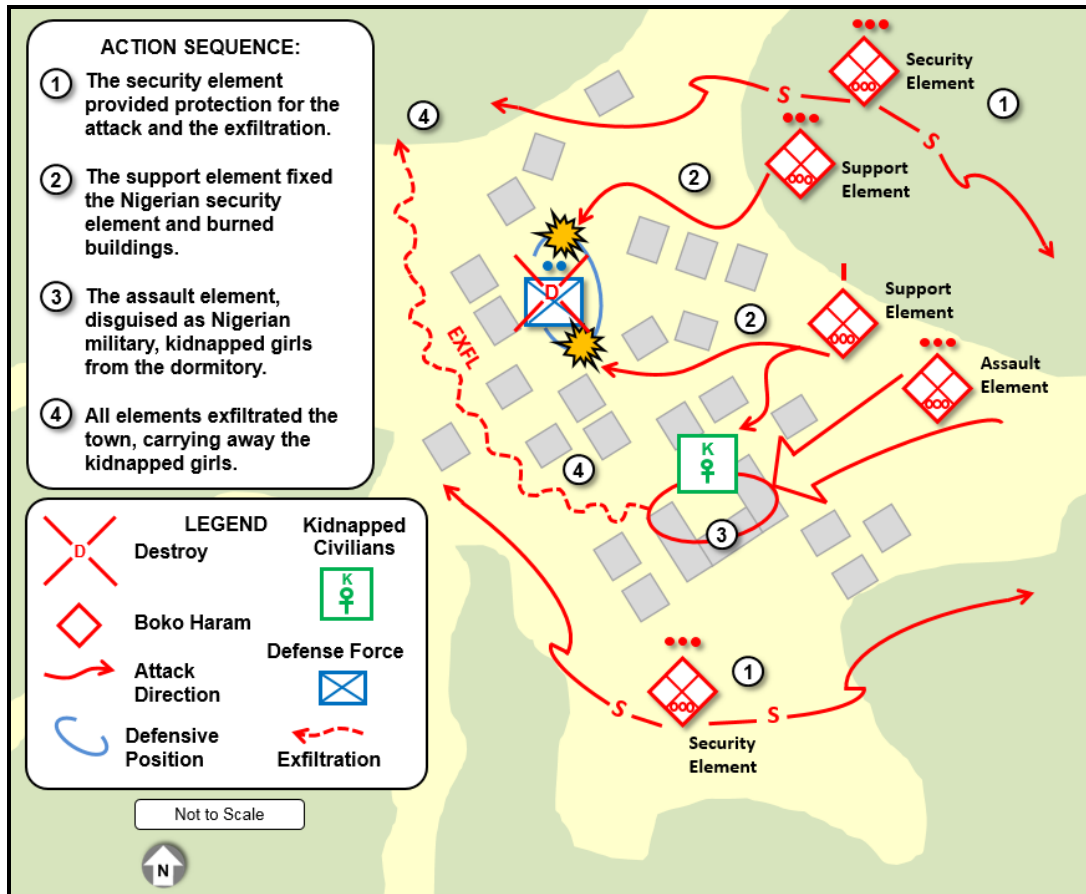 ACTION SEQUENCE:
1 The security element
provided protection for the
attack and the exfiltration.
2 The support element fixed
the Nigerian security
element and burned
buildings.
3 The assault element,
disguised as Nigerian
military, kidnapped girls
from the dormitory.
4 All elements exfiltrated the
town, carrying away the
kidnapped girls.
LEGEND
D
Destroy
Boko Haram
Attack
Direction
Defensive
Position
Kidnapped
Civilians
K
Defense Force
Exfiltration
Not to Scale
N
4
S
Security
Element
1
S
2
Support
Element
D
EXFL
2
Support
Element
Assault
Element
K
4
3
1
S
S
Security
Element